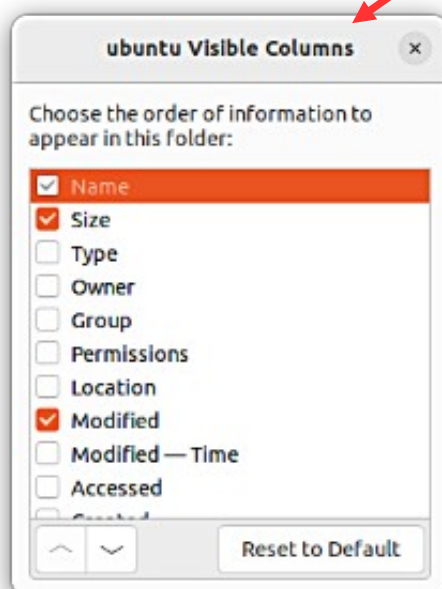 ubuntu Visible Columns
Choose the order of information to
appear in this folder:
Name
Size
Type
Owner
Group
Permissions
Location
Modified
Modified — Time
Accessed
Reset to Default